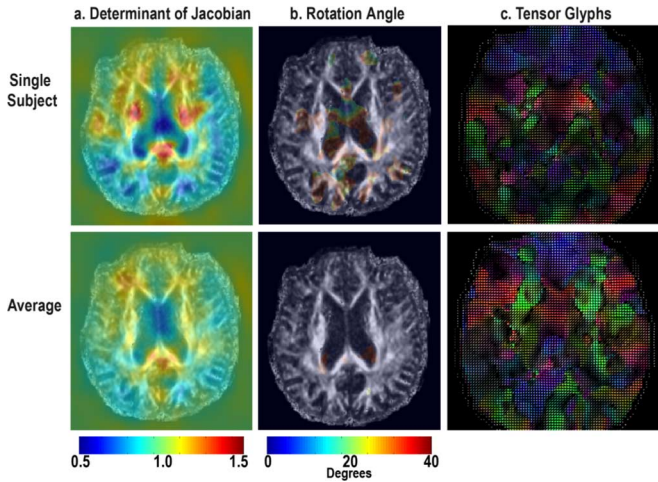 a. Determinant of Jacobian b. Rotation Angle c. Tensor Glyphs
Single
Subject
Average
0.5 1.0 1.5 0 20 40
Degrees